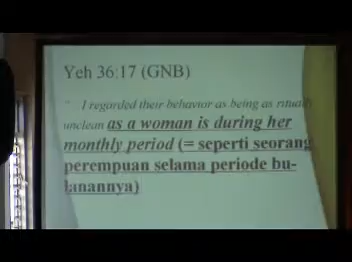 Yeh 36:17 (GNB)
I regarded their behavior as being as ritually
unclean as a woman is during her
monthly period (= seperti seorang
perempuan selama periode bu-
lanannya)